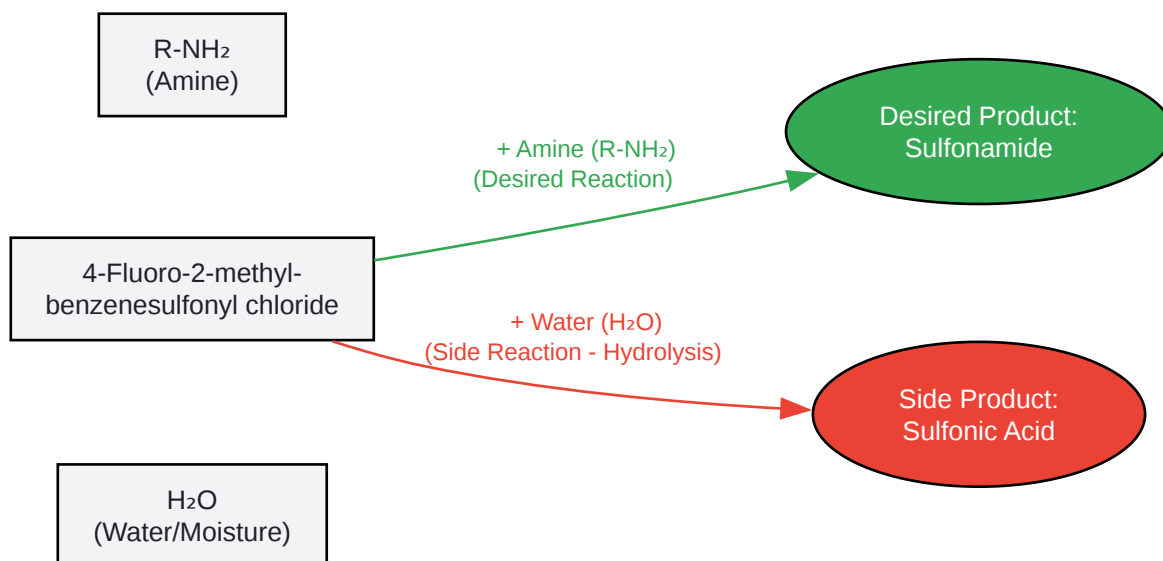 R-NH₂
(Amine)
Desired Product:
Sulfonamide
+ Amine (R-NH₂)
(Desired Reaction)
4-Fluoro-2-methyl-
benzenesulfonyl chloride
+ Water (H₂O)
(Side Reaction - Hydrolysis)
Side Product:
Sulfonic Acid
H₂O
(Water/Moisture)